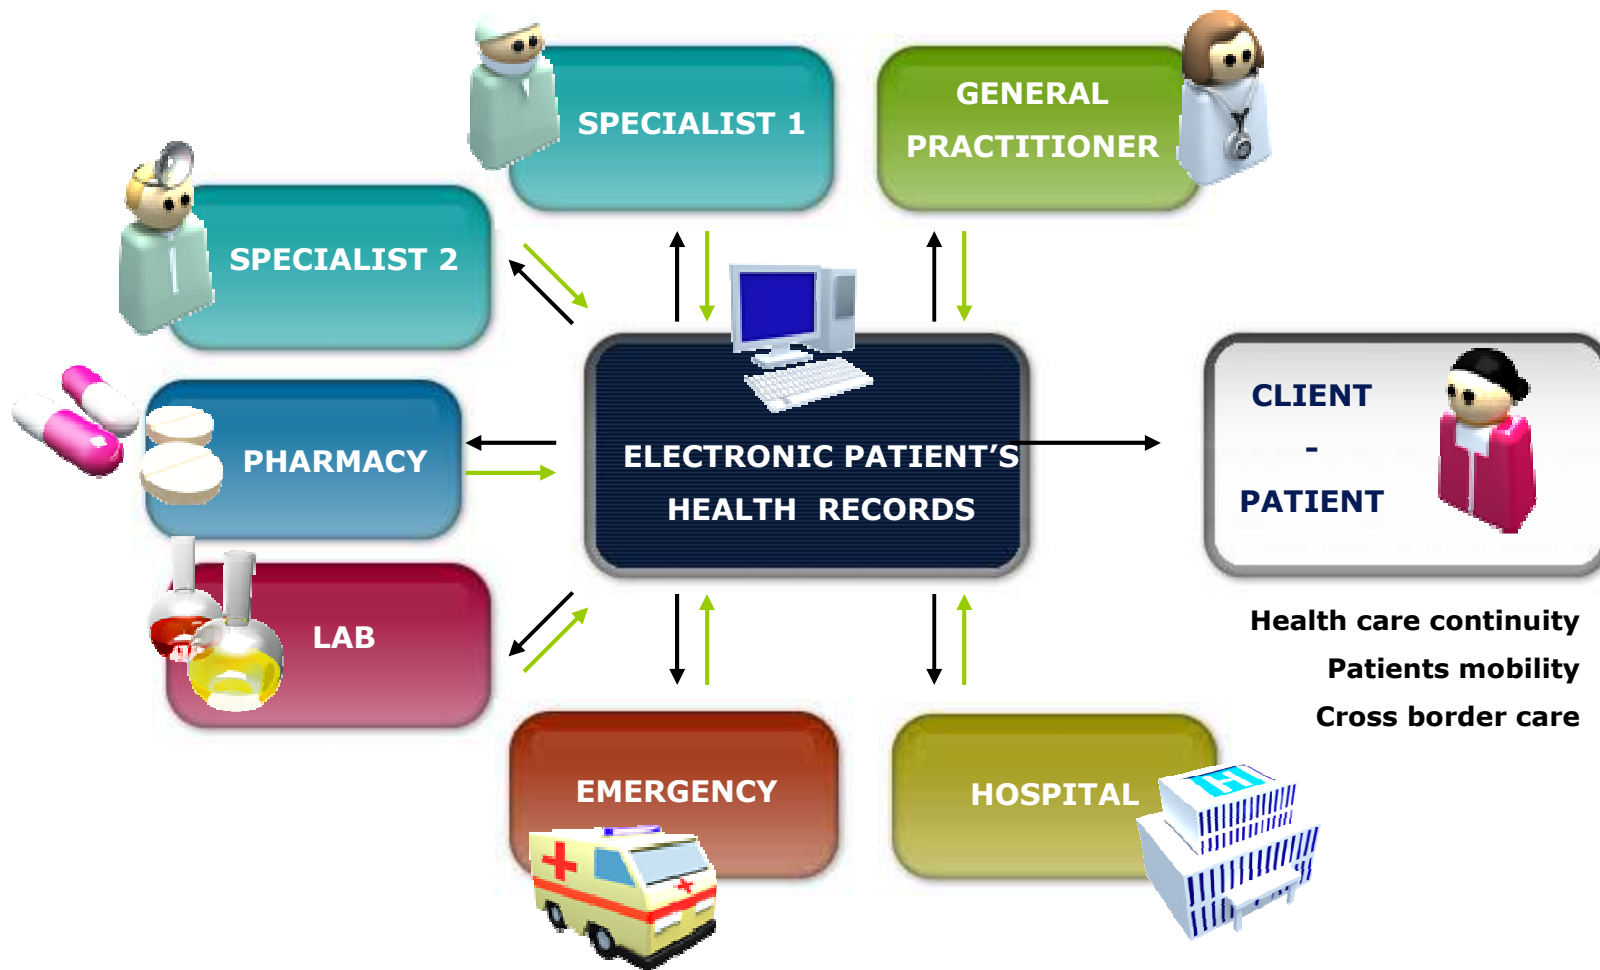 SPECIALIST 1
GENERAL
PRACTITIONER
SPECIALIST 2
PHARMACY
ELECTRONIC PATIENT’S
HEALTH RECORDS
CLIENT
-
PATIENT
LAB
Health care continuity
Patients mobility
Cross border care
EMERGENCY
HOSPITAL
H